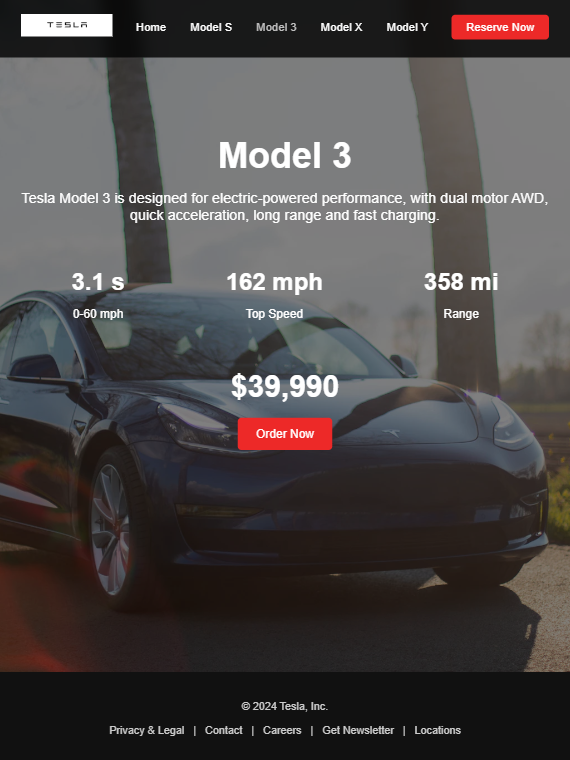 TESLA
Home Model S Model 3 Model X Model Y Reserve Now
Model 3
Tesla Model 3 is designed for electric-powered performance, with dual motor AWD,
quick acceleration, long range and fast charging.
3.1 s 162 mph 358 mi
0-60 mph Top Speed Range
$39,990
Order Now
© 2024 Tesla, Inc.
Privacy & Legal | Contact | Careers | Get Newsletter | Locations